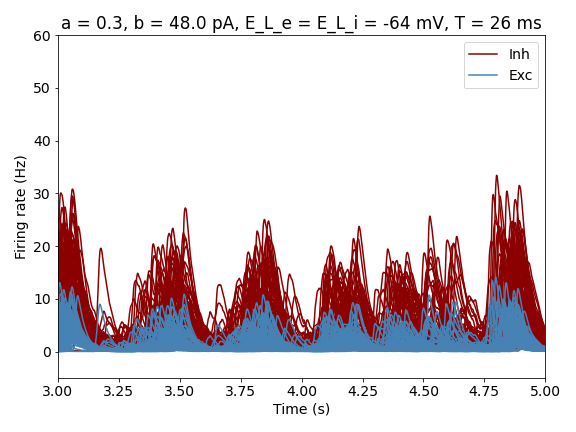 a = 0.3, b = 48.0 pA, E_L_e = E_L_i = -64 mV, T = 26 ms
Inh
Exc
Firing rate (Hz)
60
50
40
30
20
10
0
3.00 3.25 3.50 3.75 4.00 4.25 4.50 4.75 5.00
Time (s)